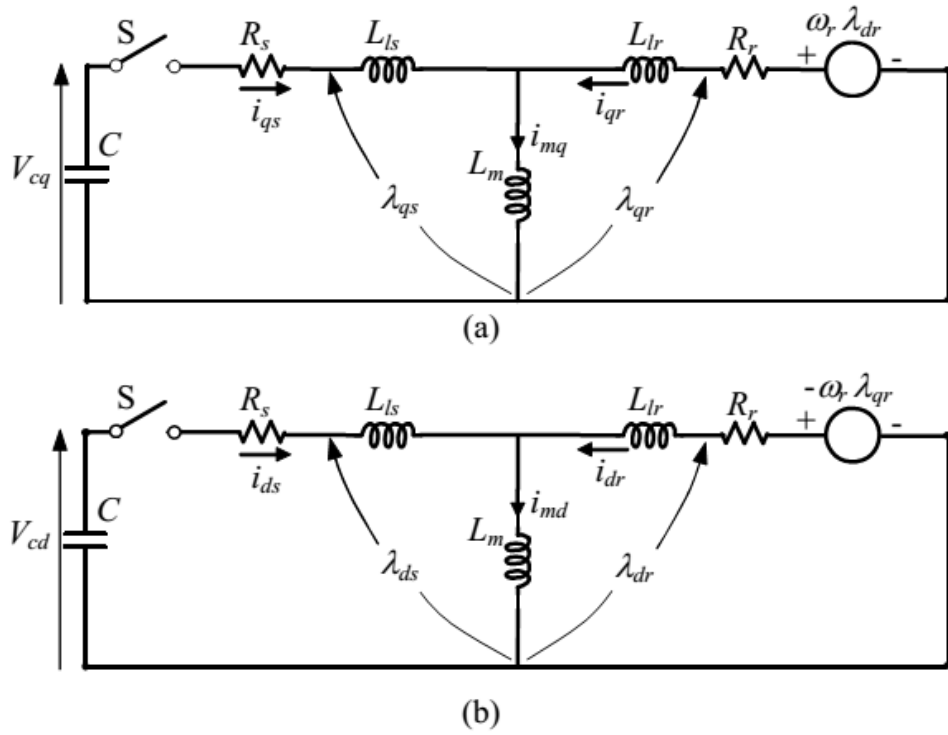 S R_s L_ls L_lr R_r + ω_r λ_dr -
i_qs i_qr
C i_mq
V_cq L_m
λ_qs λ_qr
(a)
S R_s L_ls L_lr R_r + -ω_r λ_qr -
i_ds i_dr
C i_md
V_cd L_m
λ_ds λ_dr
(b)